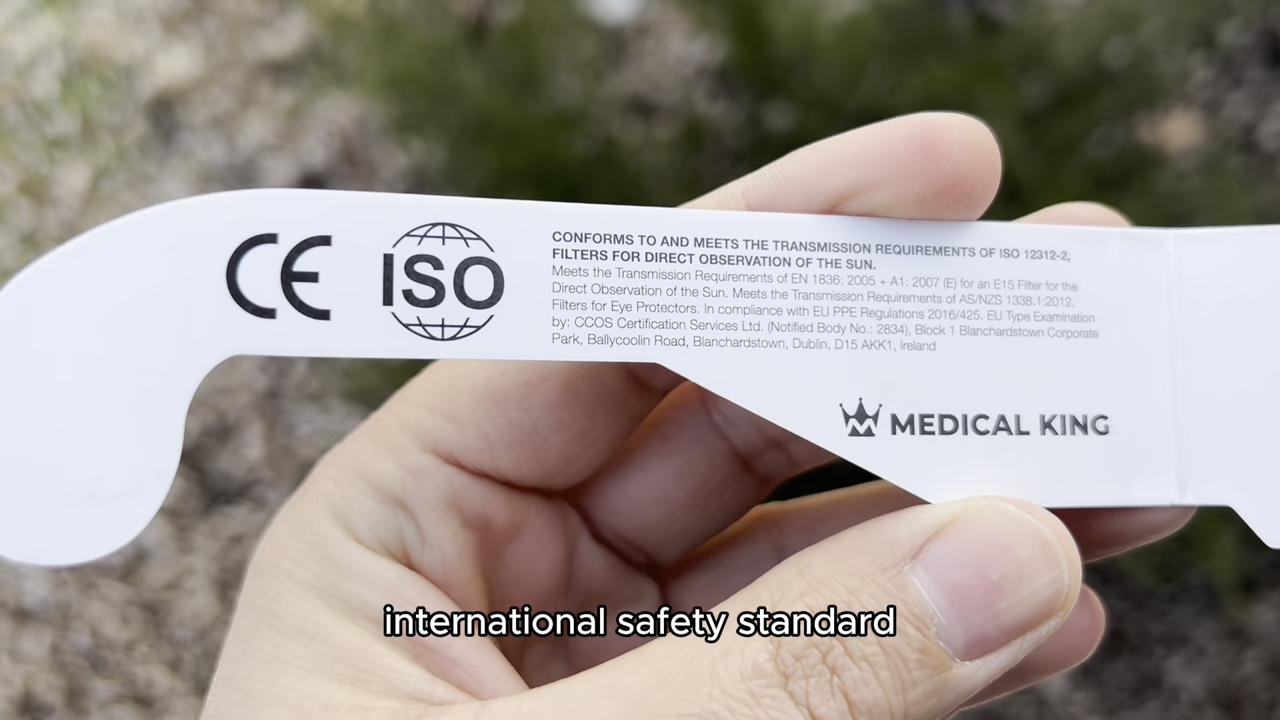 CE
ISO
CONFORMS TO AND MEETS THE TRANSMISSION REQUIREMENTS OF ISO 12312-2,
FILTERS FOR DIRECT OBSERVATION OF THE SUN.
Meets the Transmission Requirements of EN 1836: 2005 + A1: 2007 (E) for an E15 Filter for the
Direct Observation of the Sun. Meets the Transmission Requirements of AS/NZS 1338.1:2012.
Filters for Eye Protectors. In compliance with EU PPE Regulations 2016/425. EU Type Examination
by: CCOS Certification Services Ltd. (Notified Body No.: 2834), Block 1 Blanchardstown Corporate
Park, Ballycoolin Road, Blanchardstown, Dublin, D15 AKK1, Ireland
MEDICAL KING
international safety standard